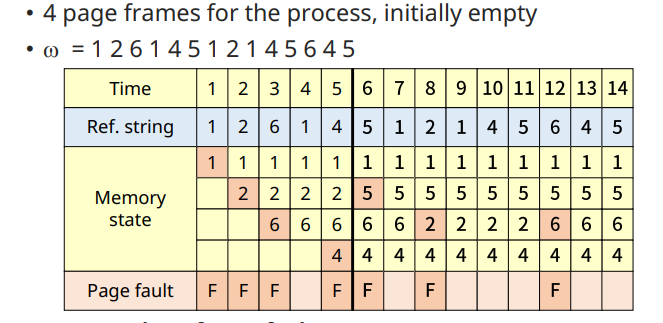 • 4 page frames for the process, initially empty
• ω = 1 2 6 1 4 5 1 2 1 4 5 6 4 5
Time 1 2 3 4 5 6 7 8 9 10 11 12 13 14
Ref. string 1 2 6 1 4 5 1 2 1 4 5 6 4 5
Memory state
1 1 1 1 1 1 1 1 1 1 1 1 1 1
2 2 2 2 5 5 5 5 5 5 5 5 5
6 6 6 6 6 2 2 2 2 6 6 6
4 4 4 4 4 4 4 4 4 4
Page fault F F F F F F F